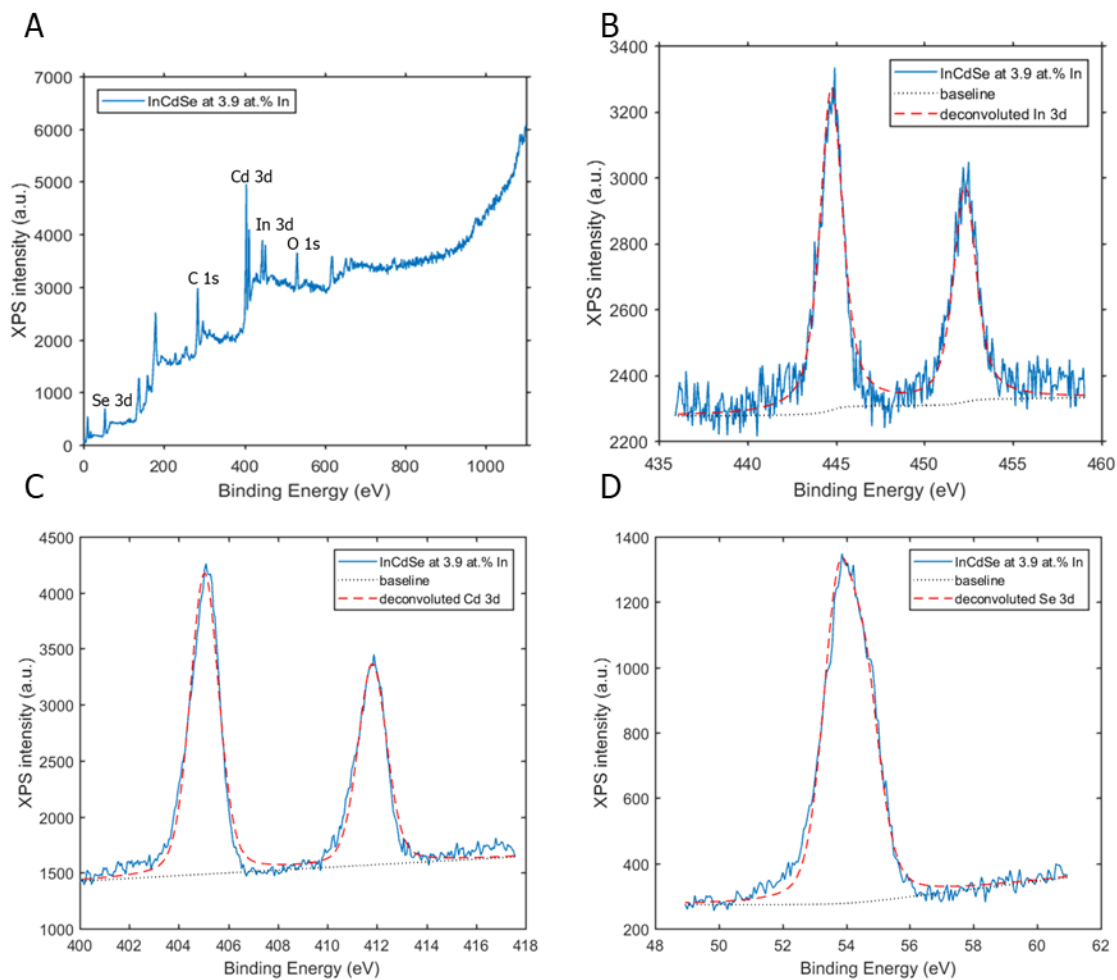 A
InCdSe at 3.9 at.% In
Cd 3d
In 3d
O 1s
C 1s
Se 3d
7000
6000
5000
4000
3000
2000
1000
0
0 200 400 600 800 1000
XPS intensity (a.u.)
Binding Energy (eV)
B
InCdSe at 3.9 at.% In
baseline
deconvoluted In 3d
3400
3200
3000
2800
2600
2400
2200
435 440 445 450 455 460
XPS intensity (a.u.)
Binding Energy (eV)
C
InCdSe at 3.9 at.% In
baseline
deconvoluted Cd 3d
4500
4000
3500
3000
2500
2000
1500
1000
400 402 404 406 408 410 412 414 416 418
XPS intensity (a.u.)
Binding Energy (eV)
D
InCdSe at 3.9 at.% In
baseline
deconvoluted Se 3d
1400
1200
1000
800
600
400
200
48 50 52 54 56 58 60 62
XPS intensity (a.u.)
Binding Energy (eV)